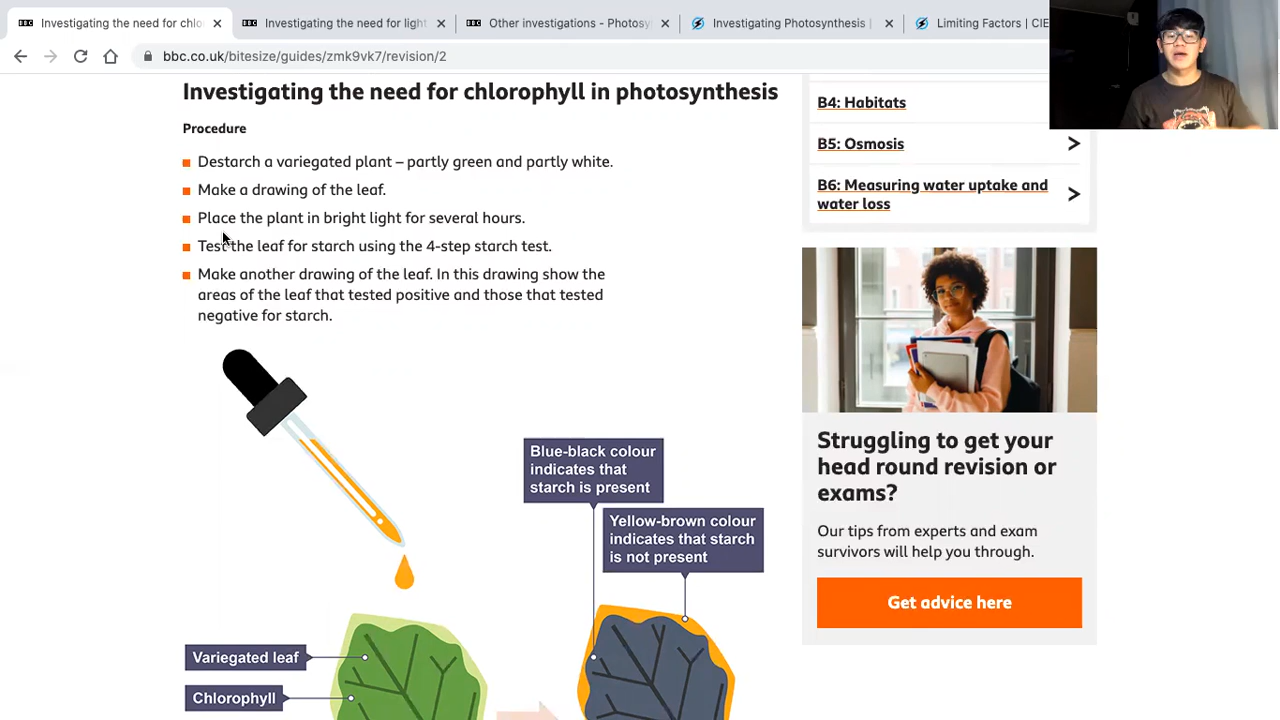 Investigating the need for chlo
Investigating the need for light
Other investigations - Photosy
Investigating Photosynthesis |
Limiting Factors | CIE
bbc.co.uk/bitesize/guides/zmk9vk7/revision/2
Investigating the need for chlorophyll in photosynthesis
Procedure
Destarch a variegated plant – partly green and partly white.
Make a drawing of the leaf.
Place the plant in bright light for several hours.
Test the leaf for starch using the 4-step starch test.
Make another drawing of the leaf. In this drawing show the
areas of the leaf that tested positive and those that tested
negative for starch.
Blue-black colour
indicates that
starch is present
Yellow-brown colour
indicates that starch
is not present
Variegated leaf
Chlorophyll
B4: Habitats
B5: Osmosis
B6: Measuring water uptake and
water loss
Struggling to get your
head round revision or
exams?
Our tips from experts and exam
survivors will help you through.
Get advice here